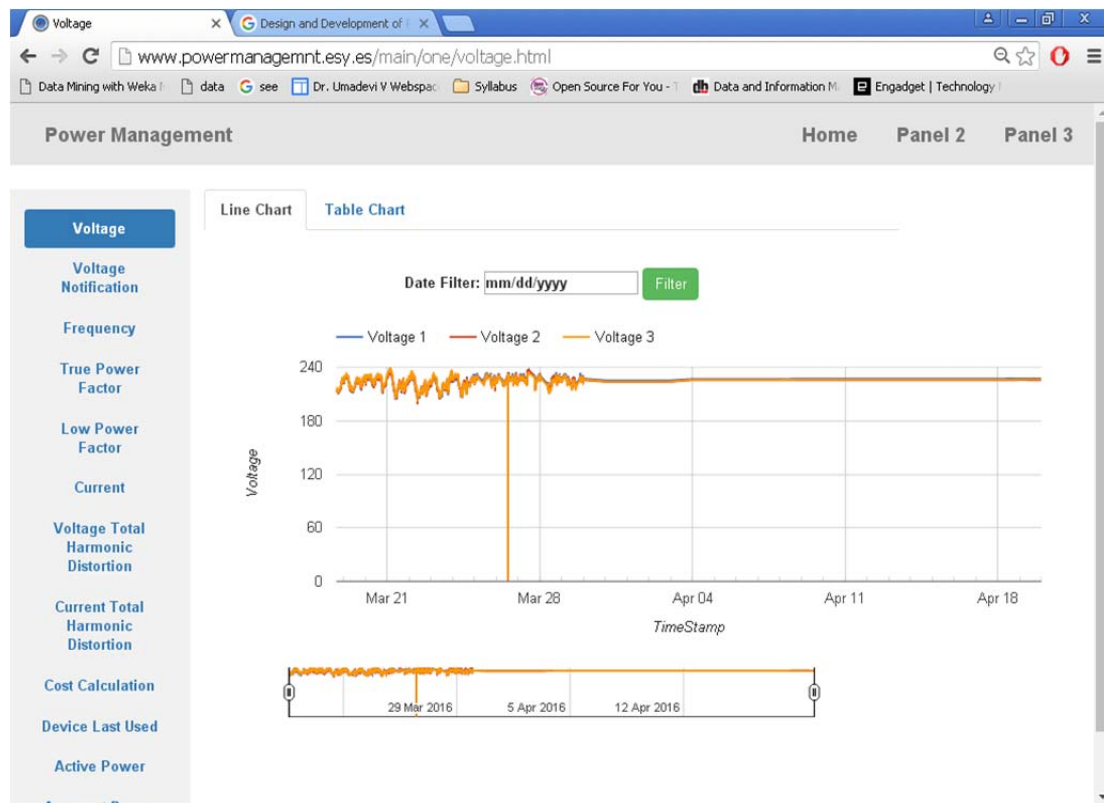 Voltage
Design and Development of
www.powermanagemnt.esy.es/main/one/voltage.html
Data Mining with Weka
data
see
Dr. Umadevi V Webspac
Syllabus
Open Source For You -
Data and Information M
Engadget | Technology
Power Management
Home
Panel 2
Panel 3
Voltage
Voltage
Notification
Frequency
True Power
Factor
Low Power
Factor
Current
Voltage Total
Harmonic
Distortion
Current Total
Harmonic
Distortion
Cost Calculation
Device Last Used
Active Power
Line Chart
Table Chart
Date Filter: mm/dd/yyyy
Filter
Voltage 1
Voltage 2
Voltage 3
240
180
120
60
0
Voltage
Mar 21
Mar 28
Apr 04
Apr 11
Apr 18
TimeStamp
29 Mar 2016
5 Apr 2016
12 Apr 2016